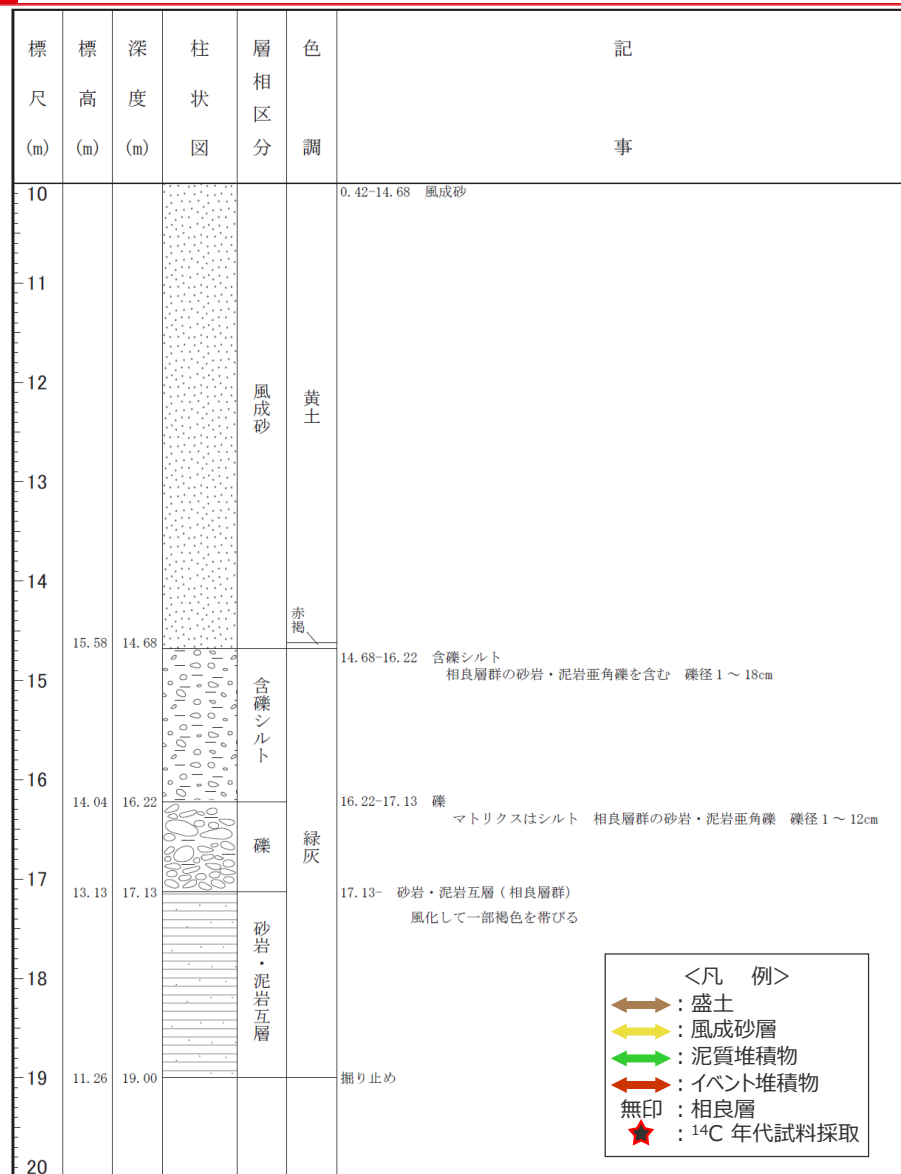 標尺(m) 標高(m) 深度(m) 柱状図 層相区分 色調 記事
10 0.42-14.68 風成砂
11
12 風成砂 黄土
13
14
赤褐
15.58 14.68
14.68-16.22 含礫シルト
相良層群の砂岩・泥岩亜角礫を含む 礫径1～18cm
15
含礫シルト
16
14.04 16.22 16.22-17.13 礫
マトリクスはシルト 相良層群の砂岩・泥岩亜角礫 礫径1～12cm
礫 緑灰
17
13.13 17.13 17.13- 砂岩・泥岩互層(相良層群)
風化して一部褐色を帯びる
砂岩・泥岩互層
18
19 11.26 19.00 掘り止め
20
<凡 例>
：盛土
：風成砂層
：泥質堆積物
：イベント堆積物
無印：相良層
：14C 年代試料採取